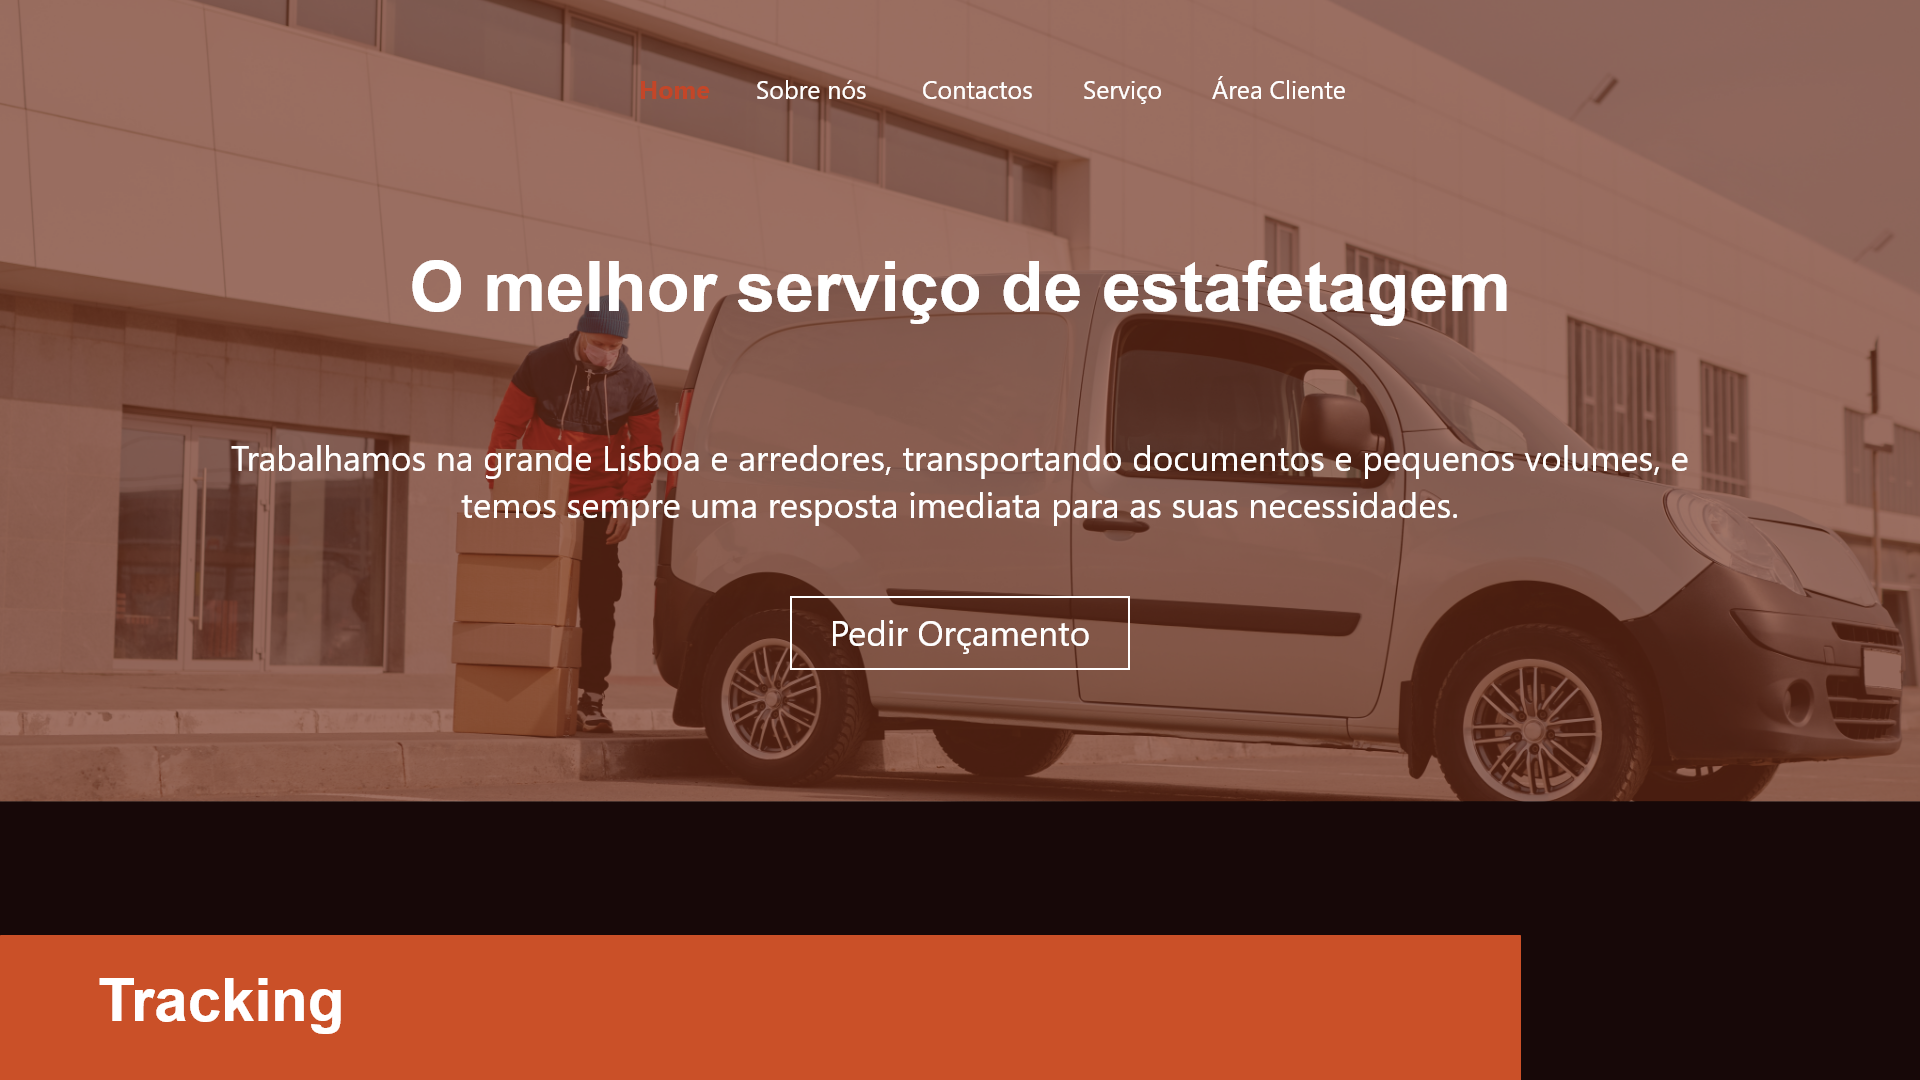 Home Sobre nós Contactos Serviço Área Cliente
O melhor serviço de estafetagem
Trabalhamos na grande Lisboa e arredores, transportando documentos e pequenos volumes, e
temos sempre uma resposta imediata para as suas necessidades.
Pedir Orçamento
Tracking